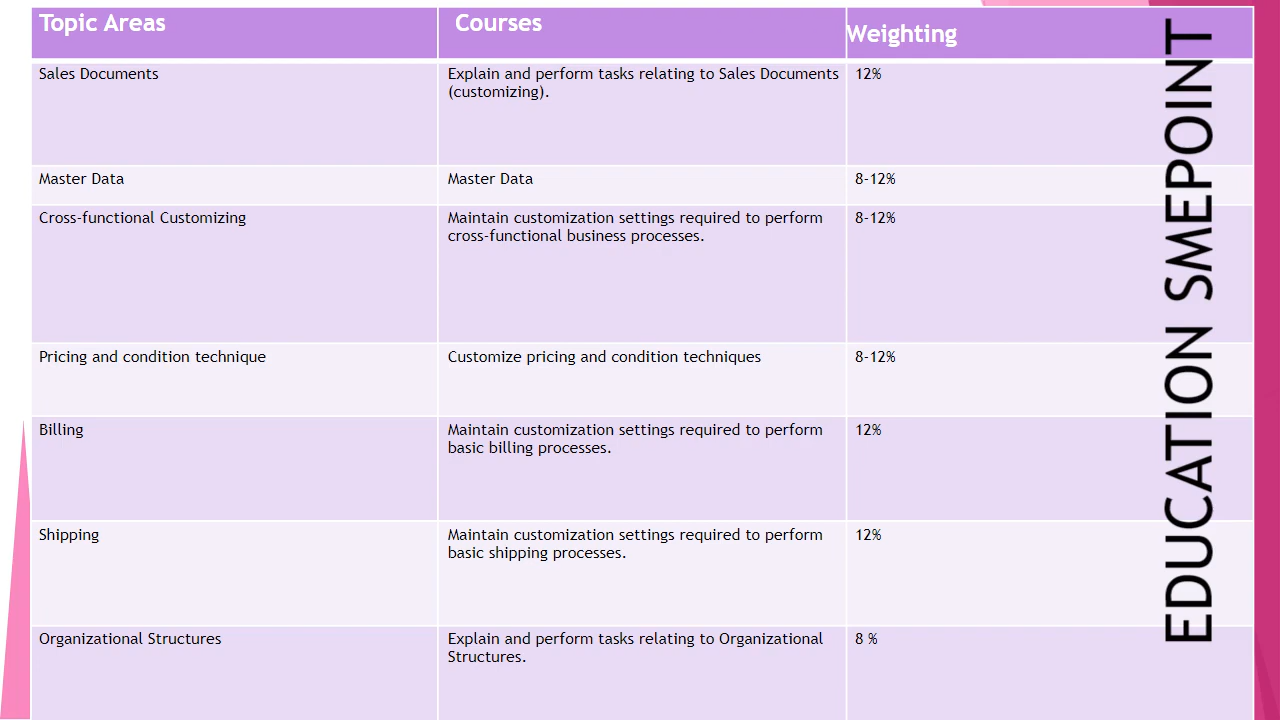 Topic Areas
Courses
Weighting
Sales Documents
Explain and perform tasks relating to Sales Documents
(customizing).
12%
Master Data
Master Data
8-12%
Cross-functional Customizing
Maintain customization settings required to perform
cross-functional business processes.
8-12%
Pricing and condition technique
Customize pricing and condition techniques
8-12%
Billing
Maintain customization settings required to perform
basic billing processes.
12%
Shipping
Maintain customization settings required to perform
basic shipping processes.
12%
Organizational Structures
Explain and perform tasks relating to Organizational
Structures.
8 %
EDUCATION SMEPOINT